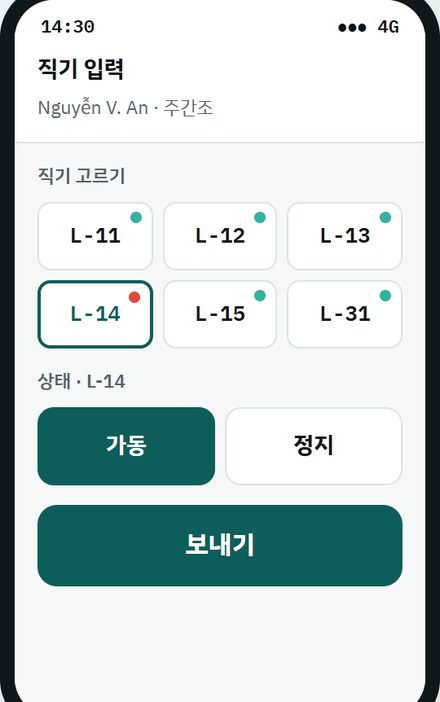 14:30 ●●● 4G
직기 입력
Nguyễn V. An · 주간조
직기 고르기
L-11 L-12 L-13
L-14 L-15 L-31
상태 · L-14
가동 정지
보내기